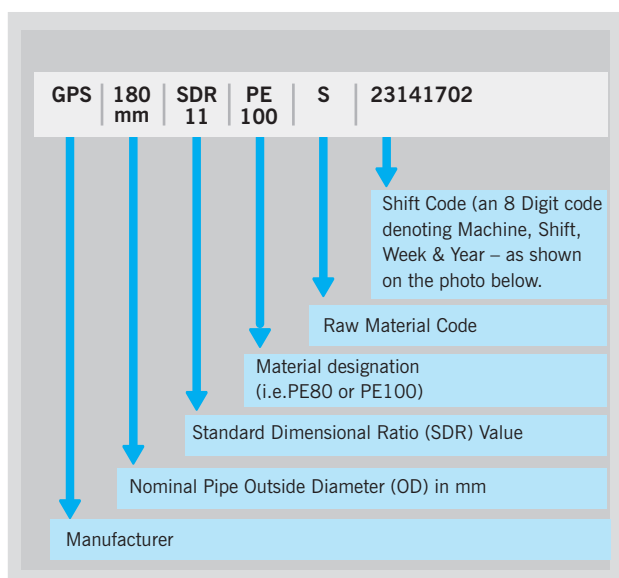 GPS 180 mm SDR 11 PE 100 S 23141702
Shift Code (an 8 Digit code
denoting Machine, Shift,
Week & Year – as shown
on the photo below.
Raw Material Code
Material designation
(i.e.PE80 or PE100)
Standard Dimensional Ratio (SDR) Value
Nominal Pipe Outside Diameter (OD) in mm
Manufacturer